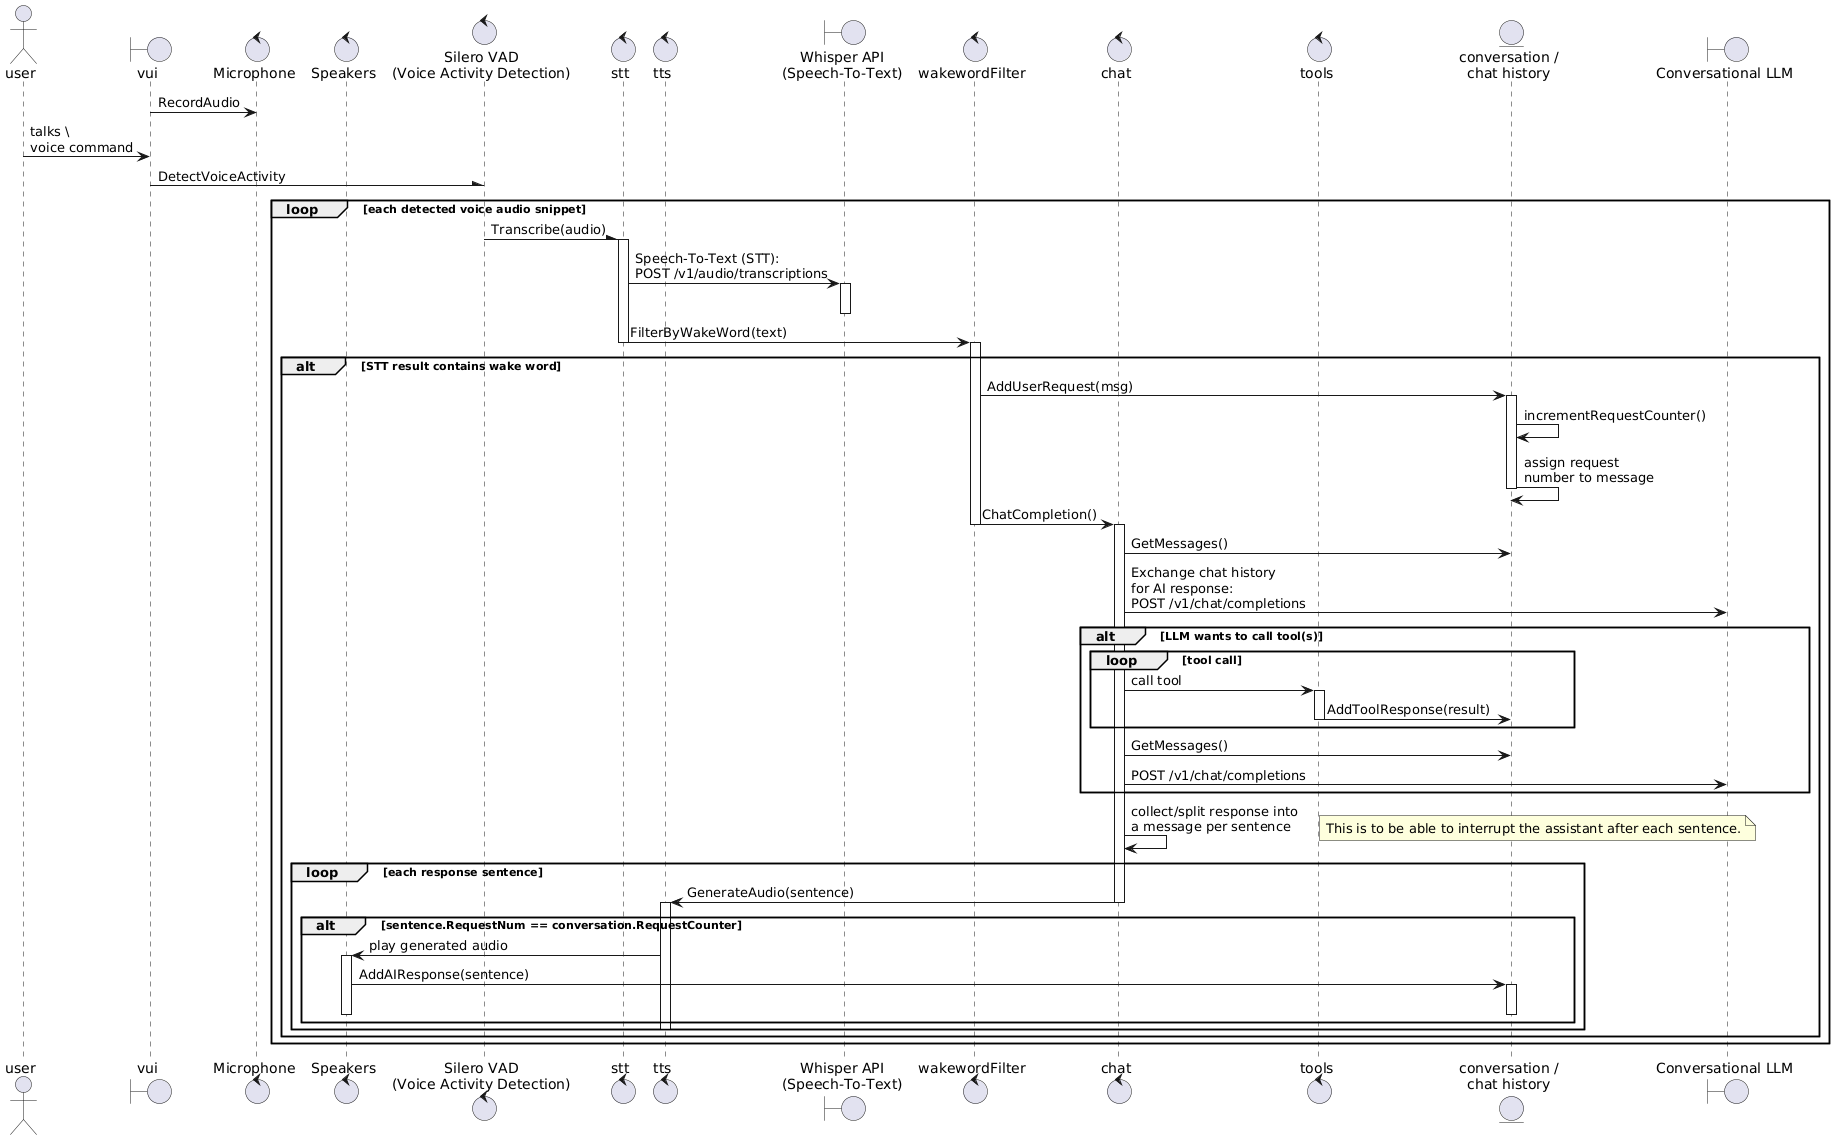 Silero VAD
Whisper API
conversation /
user
vui
Microphone
Speakers
(Voice Activity Detection)
stt
tts
(Speech-To-Text)
wakewordFilter
chat
tools
chat history
Conversational LLM
RecordAudio
talks \
voice command
DetectVoiceActivity
loop
[each detected voice audio snippet]
Transcribe(audio)
Speech-To-Text (STT):
POST /v1/audio/transcriptions
FilterByWakeWord(text)
alt
[STT result contains wake word]
AddUserRequest(msg)
incrementRequestCounter()
assign request
number to message
ChatCompletion()
GetMessages()
Exchange chat history
for AI response:
POST /v1/chat/completions
alt
[LLM wants to call tool(s)]
loop
[tool call]
call tool
AddToolResponse(result)
GetMessages()
POST /v1/chat/completions
collect/split response into
a message per sentence
This is to be able to interrupt the assistant after each sentence.
loop
[each response sentence]
GenerateAudio(sentence)
alt
[sentence.RequestNum == conversation.RequestCounter]
play generated audio
AddAIResponse(sentence)
user
vui
Microphone
Speakers
Silero VAD
(Voice Activity Detection)
stt
tts
Whisper API
(Speech-To-Text)
wakewordFilter
chat
tools
conversation /
chat history
Conversational LLM